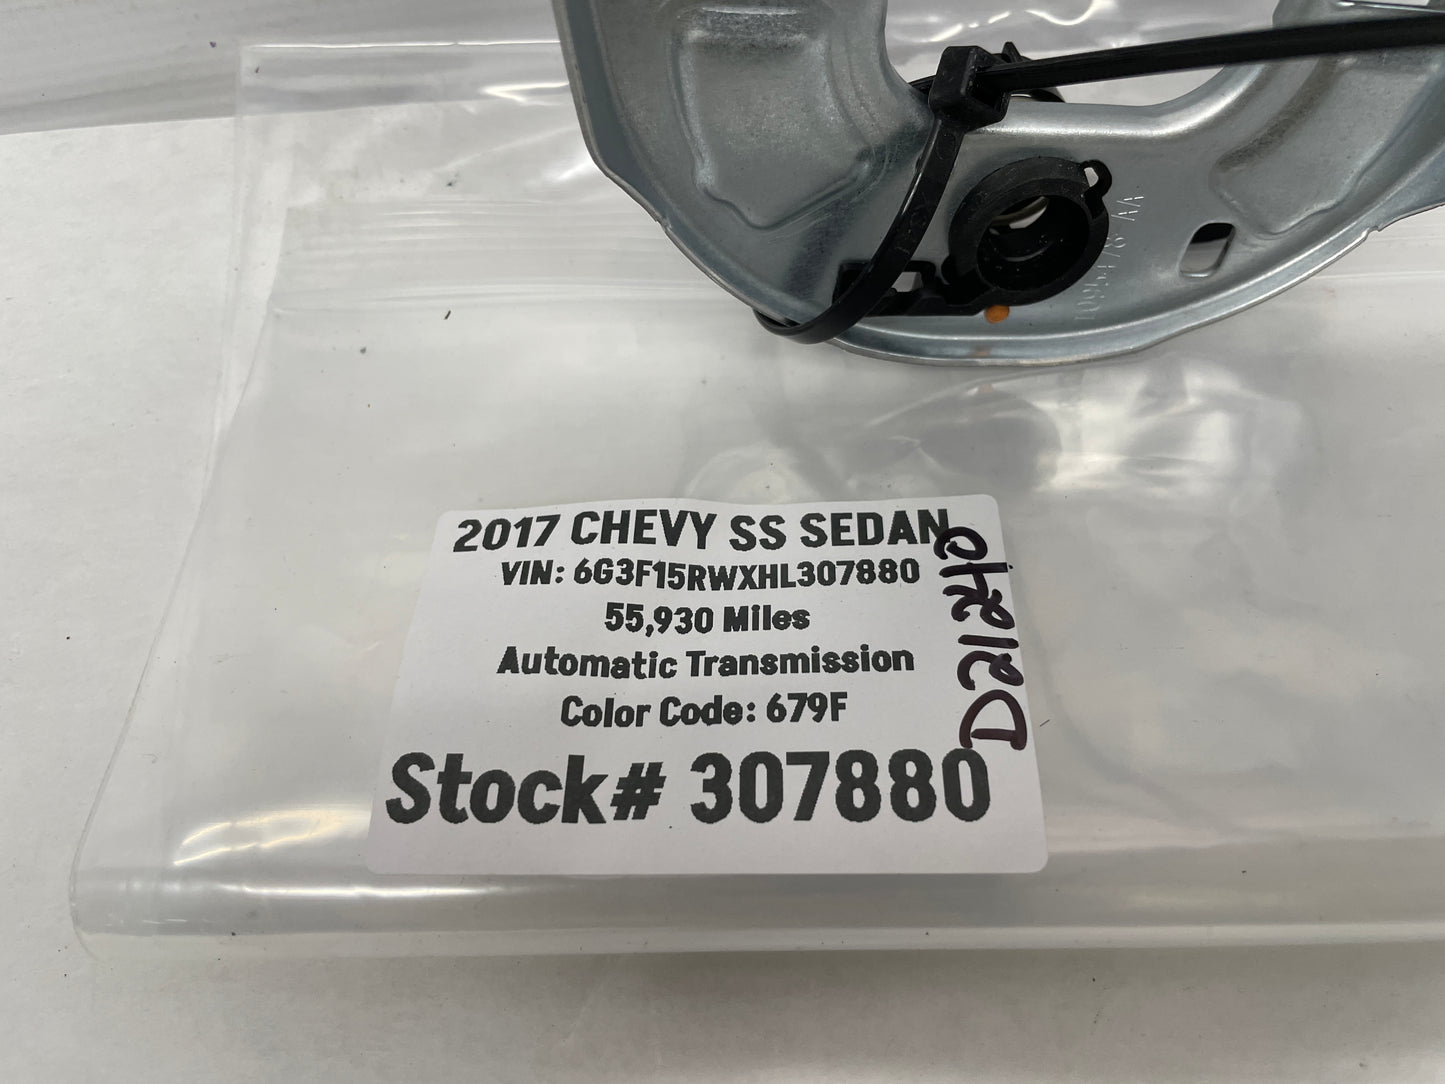 2017 CHEVY SS SEDAN
VIN: 6G3F15RWXHL307880
55,930 Miles
Automatic Transmission
Color Code: 679F
Stock# 307880